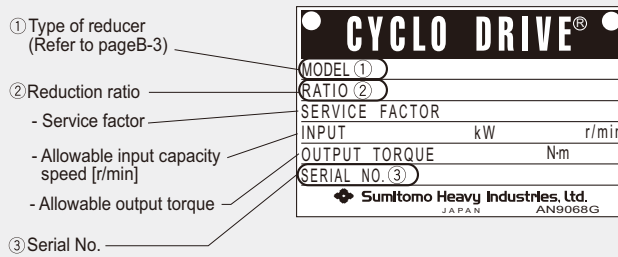 ①Type of reducer
(Refer to pageB-3)
②Reduction ratio
- Service factor
- Allowable input capacity
speed [r/min]
- Allowable output torque
③Serial No.
CYCLO DRIVE®
MODEL ①
RATIO ②
SERVICE FACTOR
INPUT kW r/min
OUTPUT TORQUE N·m
SERIAL NO.③
Sumitomo Heavy Industries, Ltd.
JAPAN AN9068G